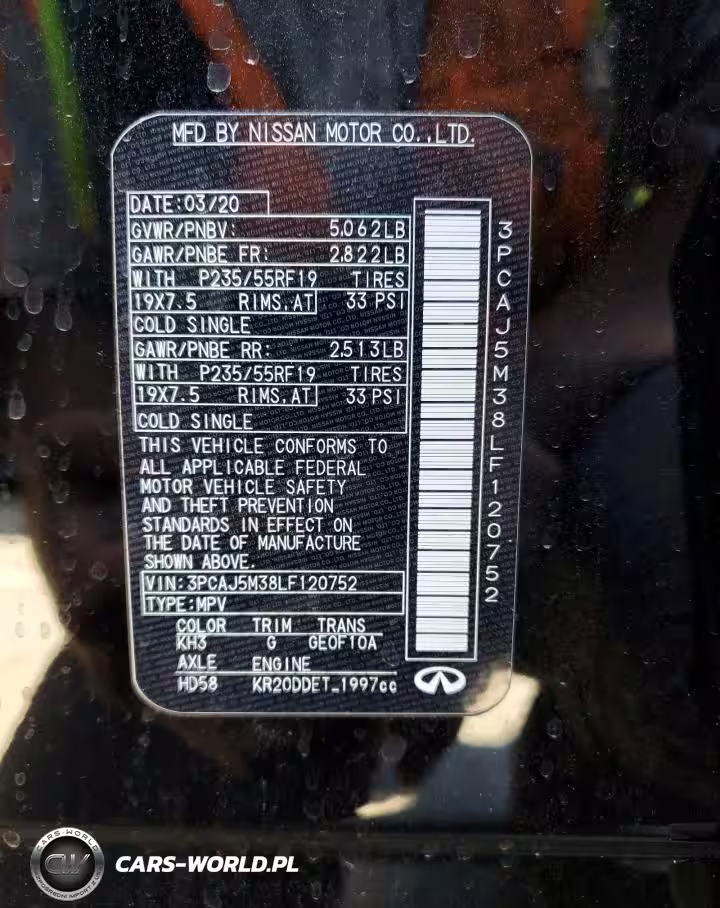 MFD BY NISSAN MOTOR CO.,LTD.
DATE:03/20
GVWR/PNBV: 5.062LB
GAWR/PNBE FR: 2.822LB
WITH P235/55RF19 TIRES
19X7.5 RIMS.AT 33 PSI
COLD SINGLE
GAWR/PNBE RR: 2.513LB
WITH P235/55RF19 TIRES
19X7.5 RIMS.AT 33 PSI
COLD SINGLE
THIS VEHICLE CONFORMS TO
ALL APPLICABLE FEDERAL
MOTOR VEHICLE SAFETY
AND THEFT PREVENTION
STANDARDS IN EFFECT ON
THE DATE OF MANUFACTURE
SHOWN ABOVE.
VIN:3PCAJ5M38LF120752
TYPE:MPV
COLOR TRIM TRANS
KH3 G GEOF10A
AXLE ENGINE
HD58 KR20DDET_1997cc
3PCAJ5M38LF120752
CARS-WORLD
CW
CARS-WORLD.PL